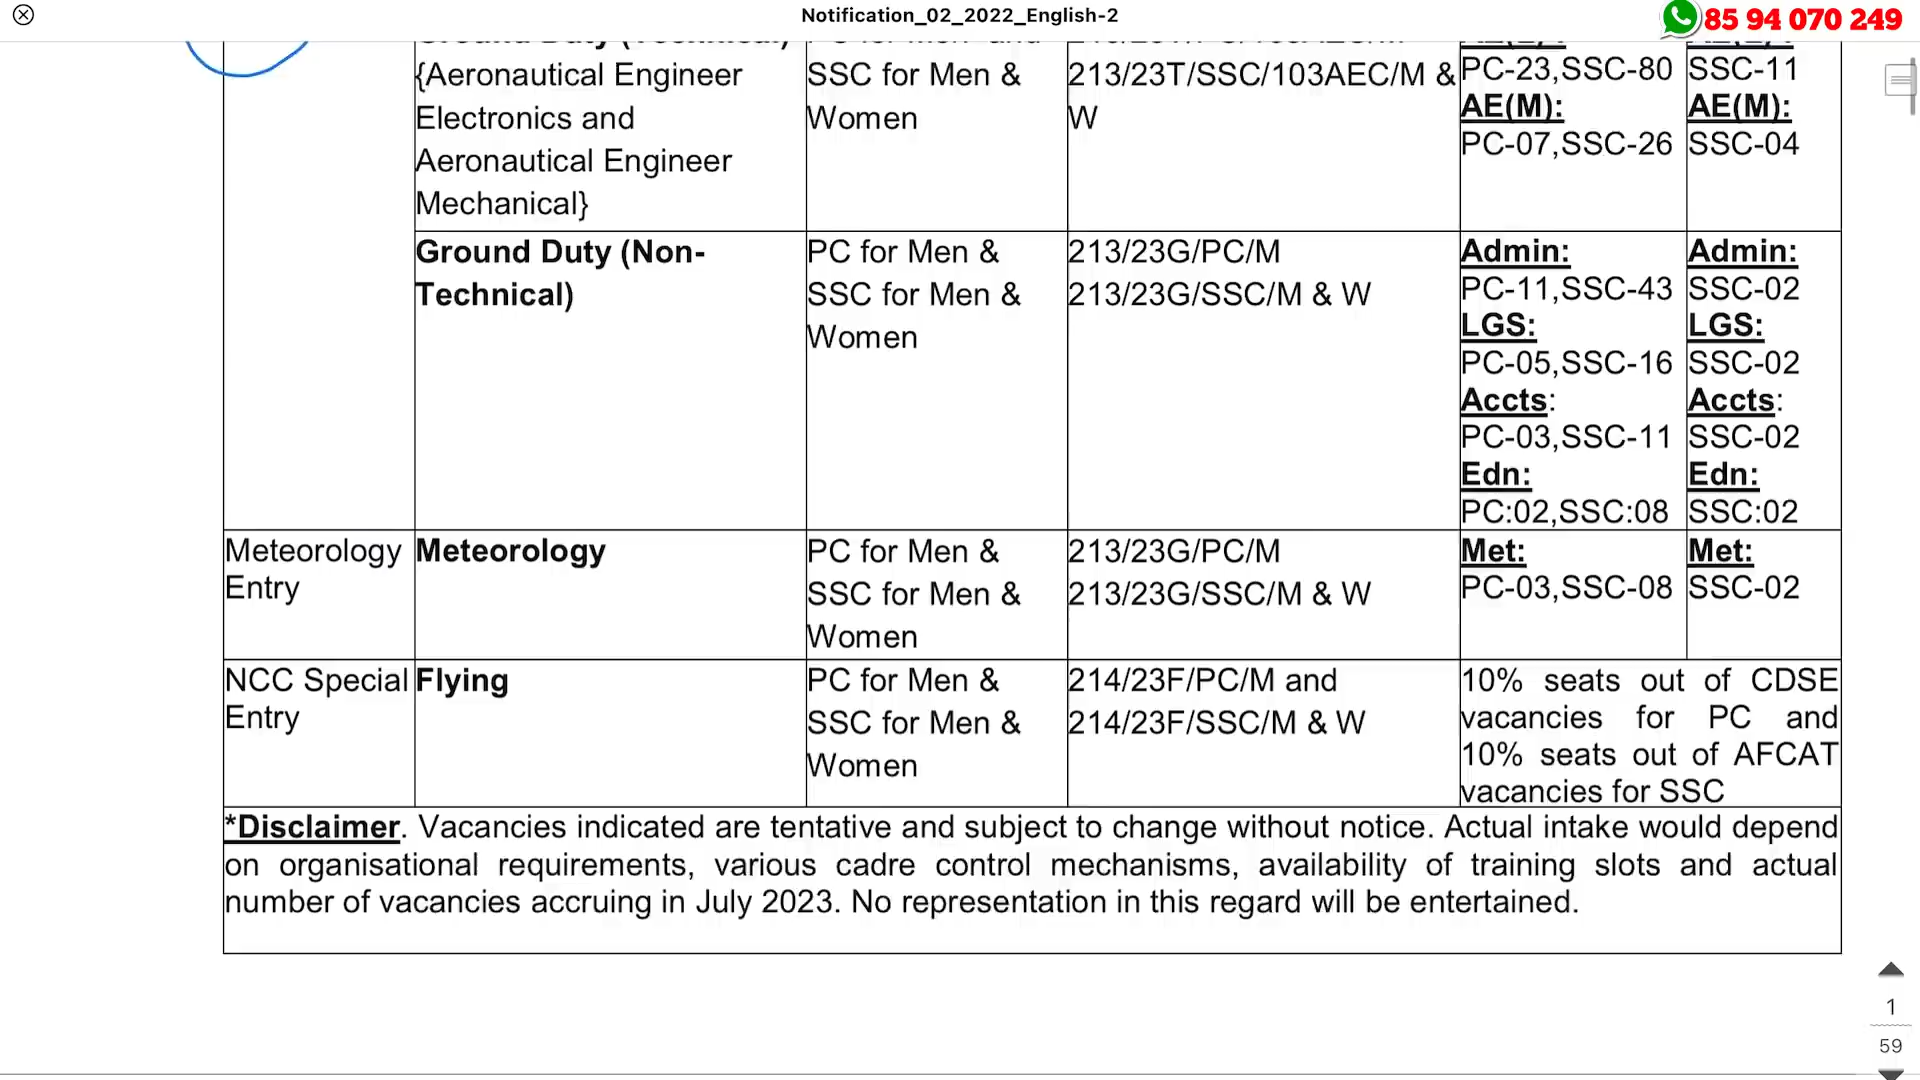 Notification_02_2022_English-2
85 94 070 249
{Aeronautical Engineer
Electronics and
Aeronautical Engineer
Mechanical}
SSC for Men &
Women
213/23T/SSC/103AEC/M &
W
PC-23,SSC-80
AE(M):
PC-07,SSC-26
SSC-11
AE(M):
SSC-04
Ground Duty (Non-
Technical)
PC for Men &
SSC for Men &
Women
213/23G/PC/M
213/23G/SSC/M & W
Admin:
PC-11,SSC-43
LGS:
PC-05,SSC-16
Accts:
PC-03,SSC-11
Edn:
PC:02,SSC:08
Admin:
SSC-02
LGS:
SSC-02
Accts:
SSC-02
Edn:
SSC:02
Meteorology
Entry
Meteorology
PC for Men &
SSC for Men &
Women
213/23G/PC/M
213/23G/SSC/M & W
Met:
PC-03,SSC-08
Met:
SSC-02
NCC Special
Entry
Flying
PC for Men &
SSC for Men &
Women
214/23F/PC/M and
214/23F/SSC/M & W
10% seats out of CDSE
vacancies for PC and
10% seats out of AFCAT
vacancies for SSC
*Disclaimer. Vacancies indicated are tentative and subject to change without notice. Actual intake would depend
on organisational requirements, various cadre control mechanisms, availability of training slots and actual
number of vacancies accruing in July 2023. No representation in this regard will be entertained.
1
59